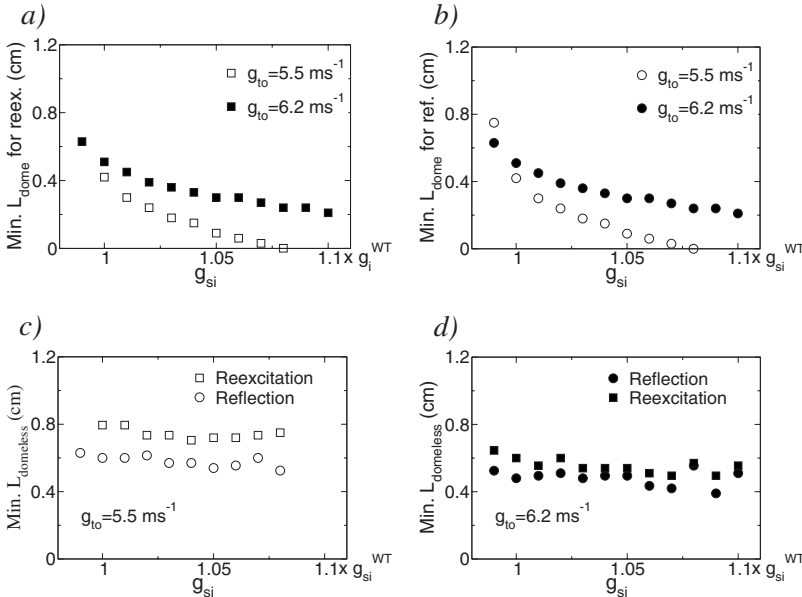 a)
Min. L_dome for reex. (cm)
1.2
0.8
0.4
0
g_to=5.5 ms^-1
g_to=6.2 ms^-1
1
1.05
1.1x g_i^WT
g_si
b)
Min. L_dome for ref. (cm)
1.2
0.8
0.4
0
g_to=5.5 ms^-1
g_to=6.2 ms^-1
1
1.05
1.1x g_si^WT
g_si
c)
Min. L_domeless (cm)
1.2
0.8
0.4
0
Reexcitation
Reflection
g_to=5.5 ms^-1
1
1.05
1.1x g_si^WT
g_si
d)
Min. L_domeless (cm)
1.2
0.8
0.4
0
Reflection
Reexcitation
g_to=6.2 ms^-1
1
1.05
1.1x g_si^WT
g_si